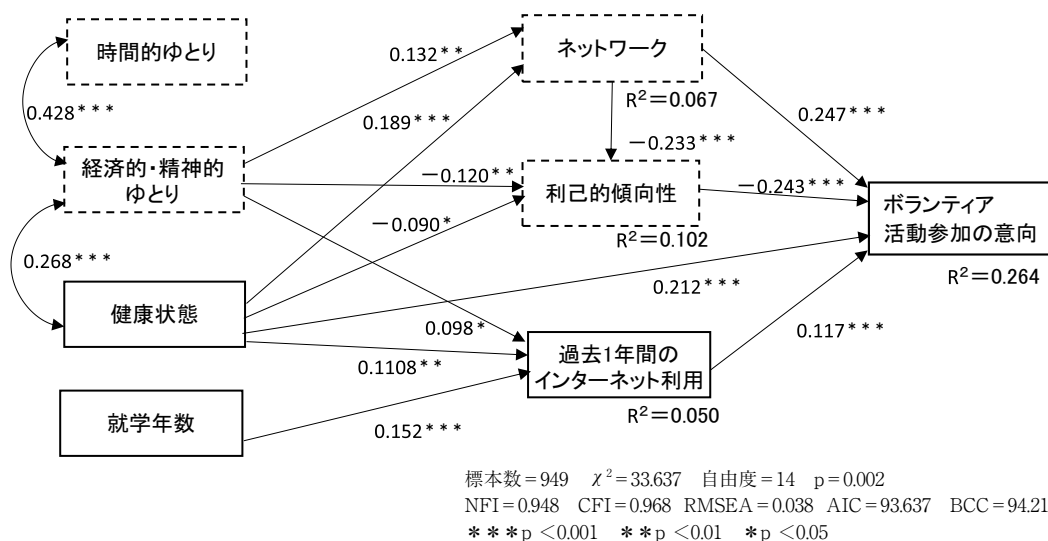 時間的ゆとり
0.428***
経済的・精神的
ゆとり
0.268***
健康状態
就学年数
0.132**
0.189***
－0.120**
－0.090*
0.098*
0.1108**
0.152***
ネットワーク
R²＝0.067
－0.233***
利己的傾向性
R²＝0.102
0.212***
過去1年間の
インターネット利用
R²＝0.050
0.247***
－0.243***
ボランティア
活動参加の意向
R²＝0.264
0.117***
標本数＝949 χ²＝33.637 自由度＝14 p＝0.002
NFI＝0.948 CFI＝0.968 RMSEA＝0.038 AIC＝93.637 BCC＝94.21
＊＊＊p ＜0.001 ＊＊p ＜0.01 ＊p ＜0.05